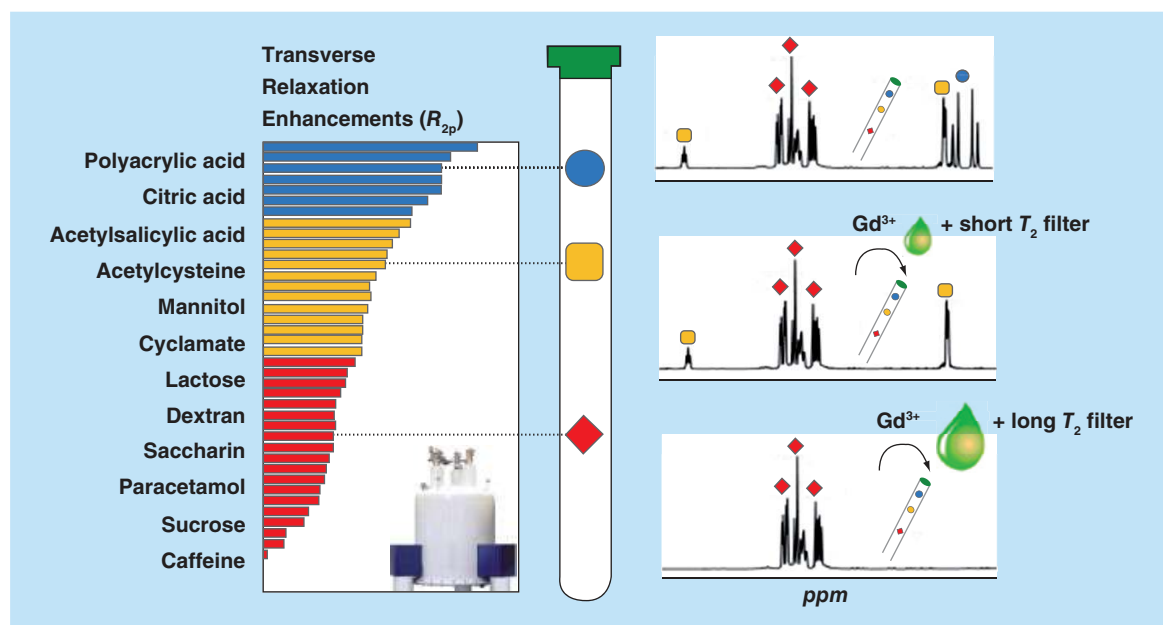 Transverse
Relaxation
Enhancements (R2p)
Polyacrylic acid
Citric acid
Acetylsalicylic acid
Acetylcysteine
Mannitol
Cyclamate
Lactose
Dextran
Saccharin
Paracetamol
Sucrose
Caffeine
Gd3+ + short T2 filter
Gd3+ + long T2 filter
ppm